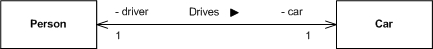 - driver Drives ► - car
Person Car
1 1